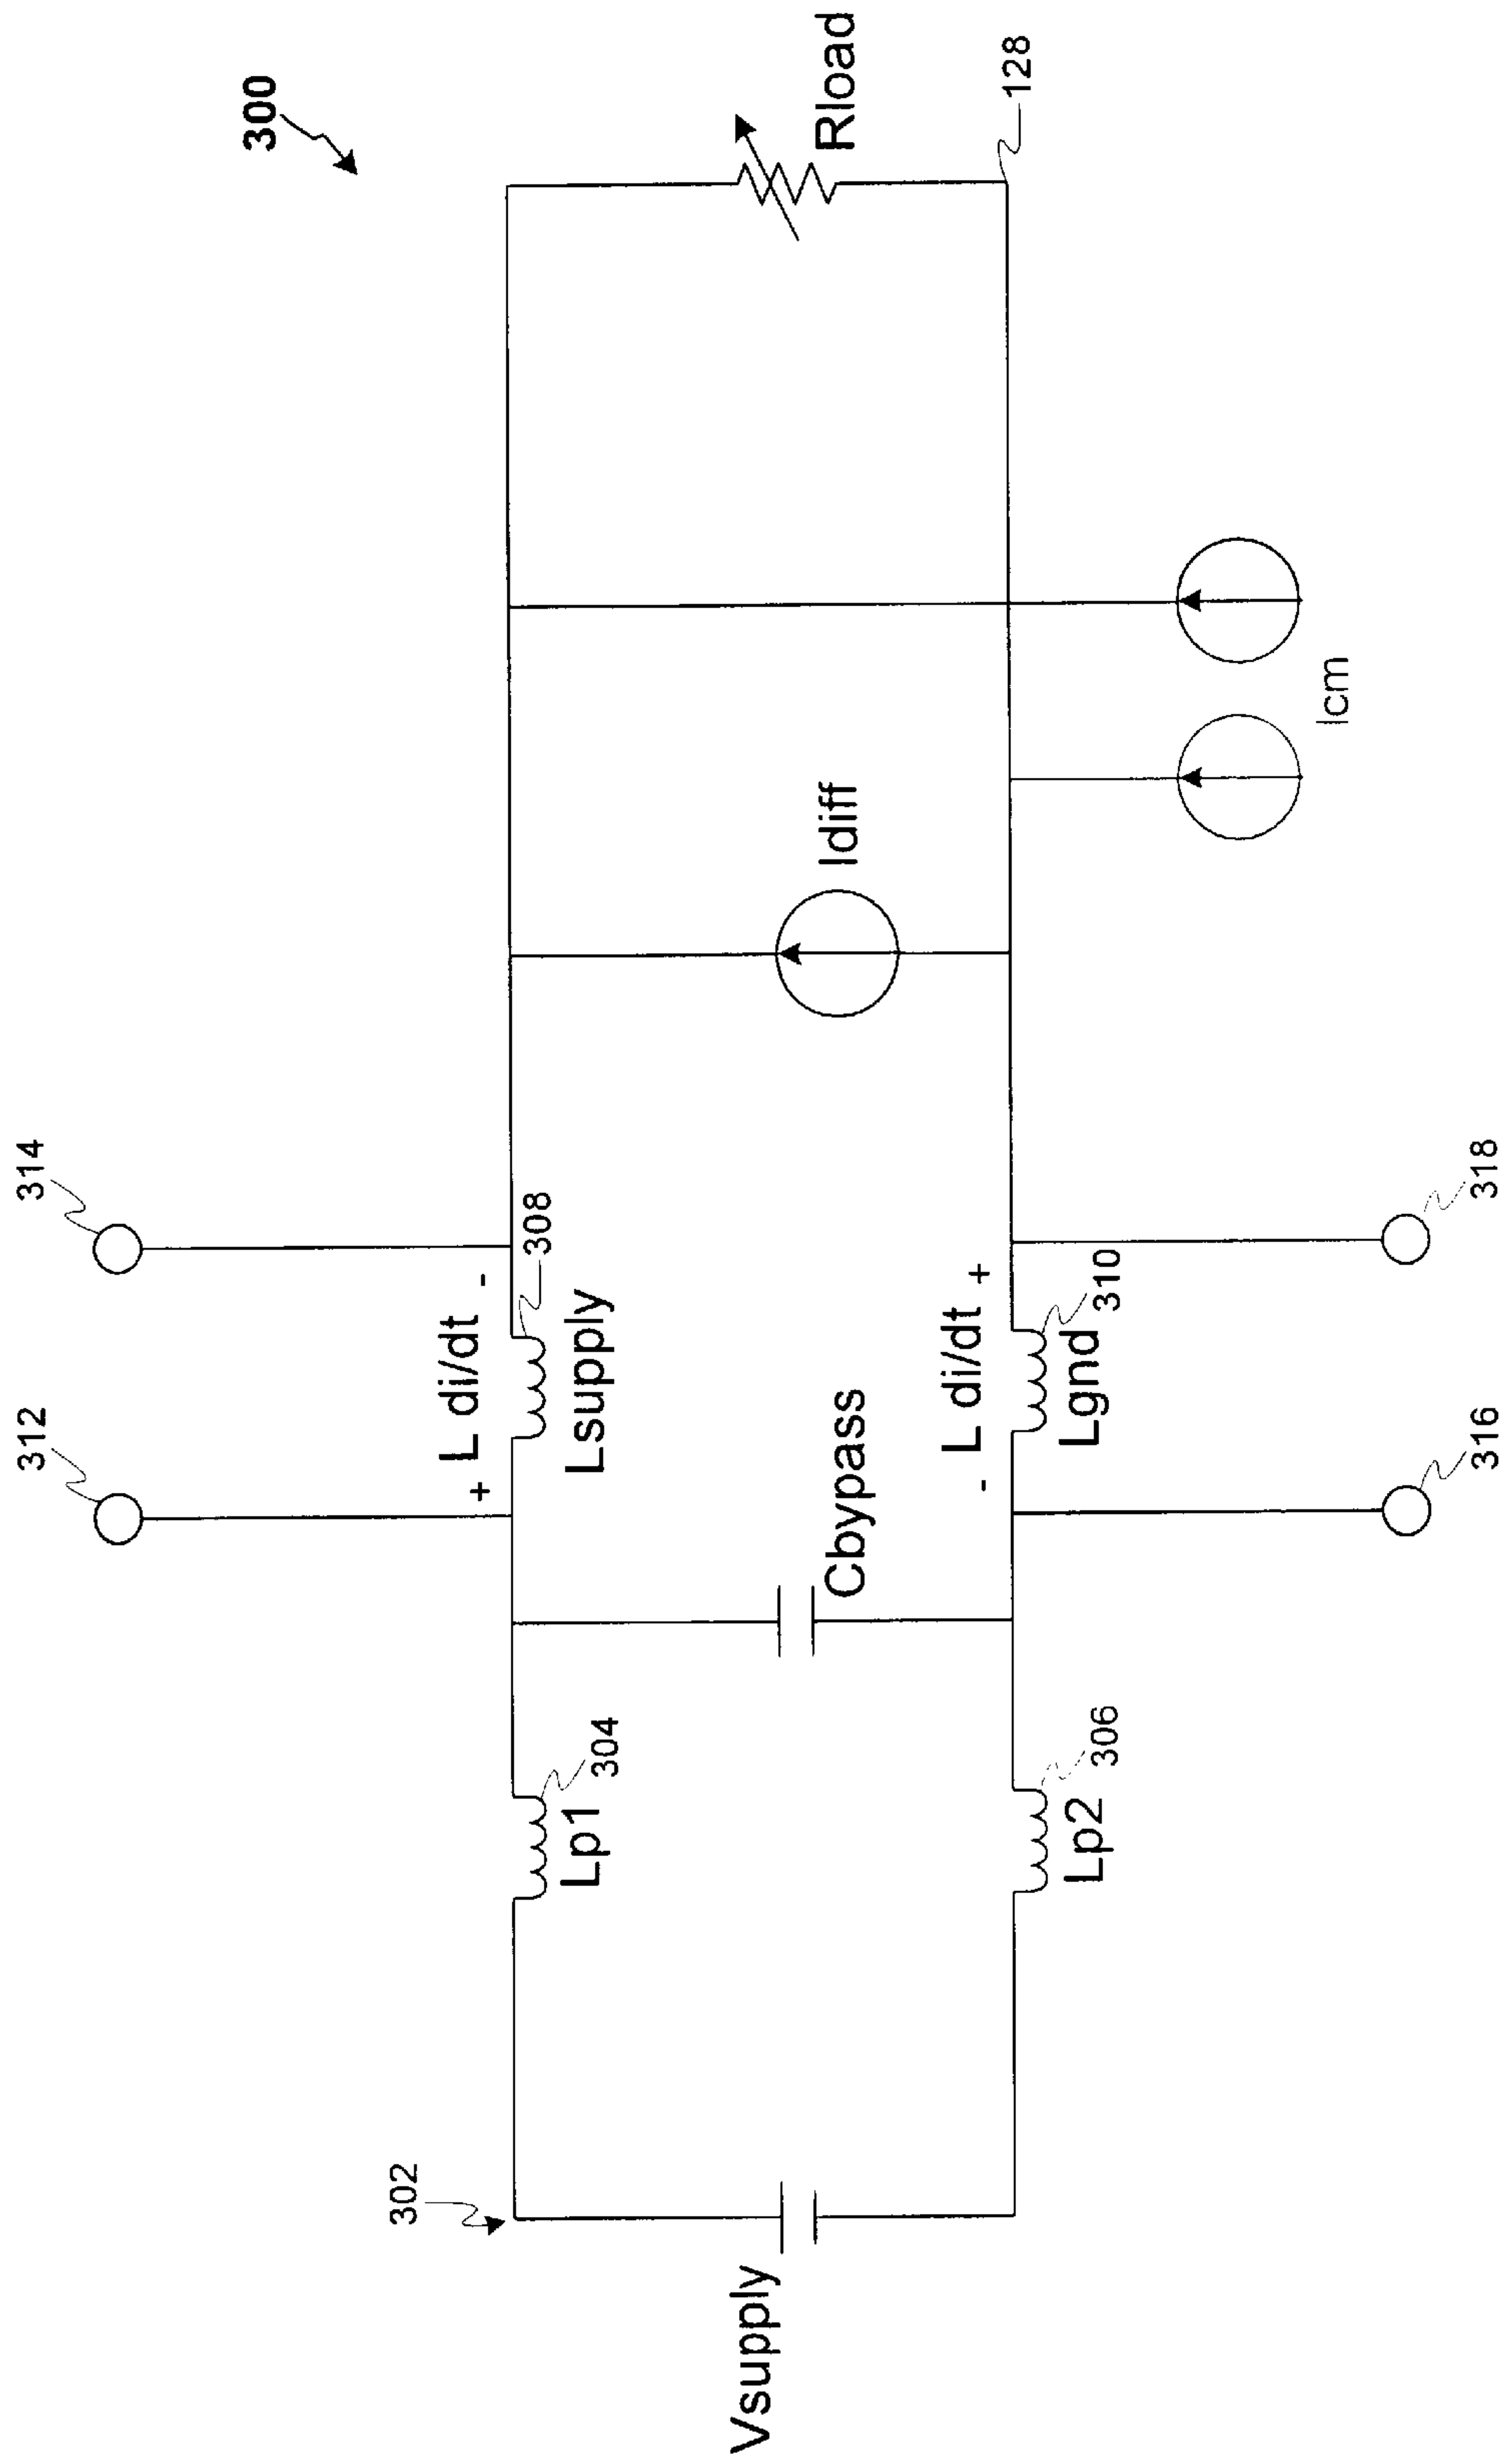 300
314
312
L di/dt
+
-
308
Lsupply
302
Lp1
304
Vsupply
Cbypass
Idiff
Rload
128
L di/dt
-
+
310
Lgnd
Lp2
306
Icm
316
318